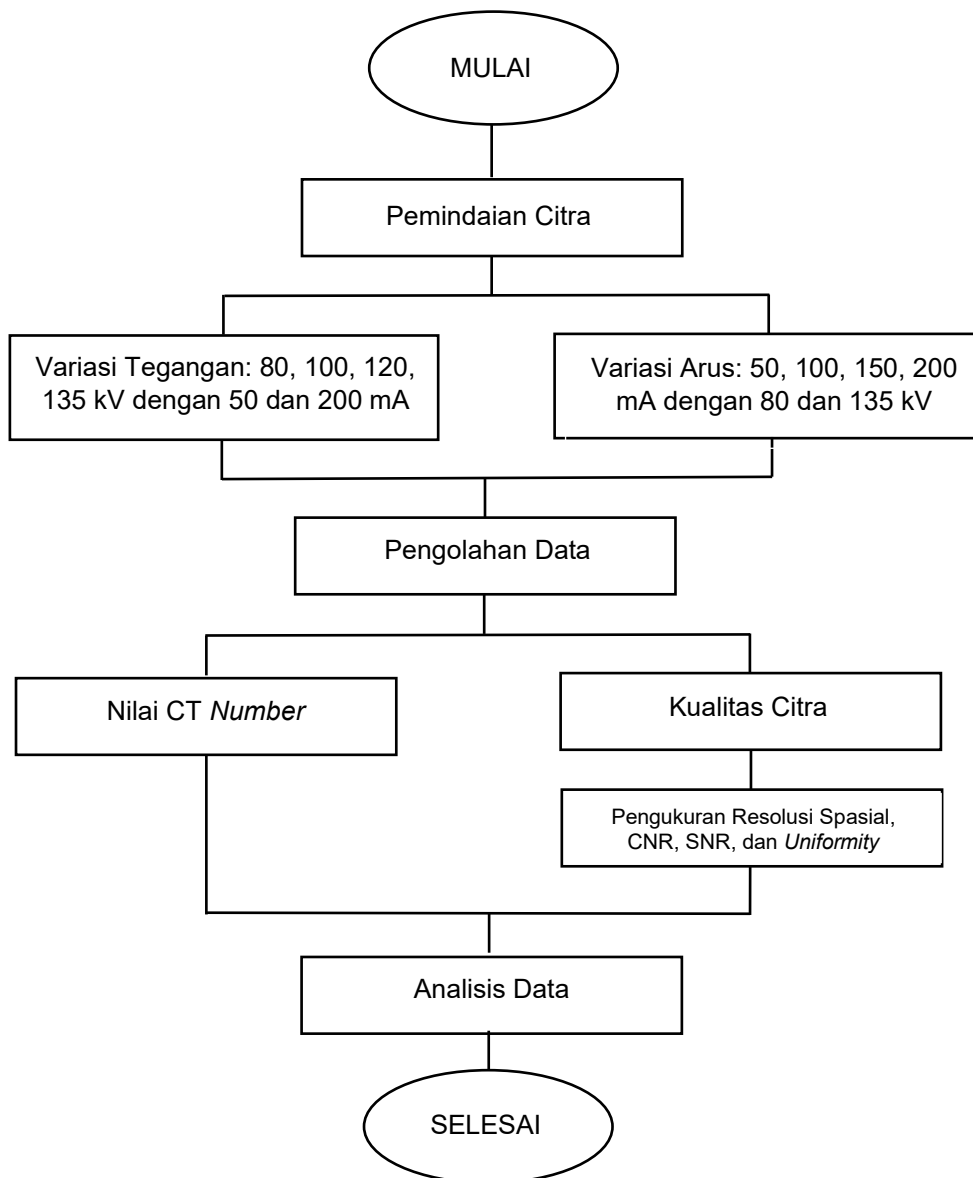 MULAI
Pemindaian Citra
Variasi Tegangan: 80, 100, 120,
135 kV dengan 50 dan 200 mA
Variasi Arus: 50, 100, 150, 200
mA dengan 80 dan 135 kV
Pengolahan Data
Nilai CT Number
Kualitas Citra
Pengukuran Resolusi Spasial,
CNR, SNR, dan Uniformity
Analisis Data
SELESAI